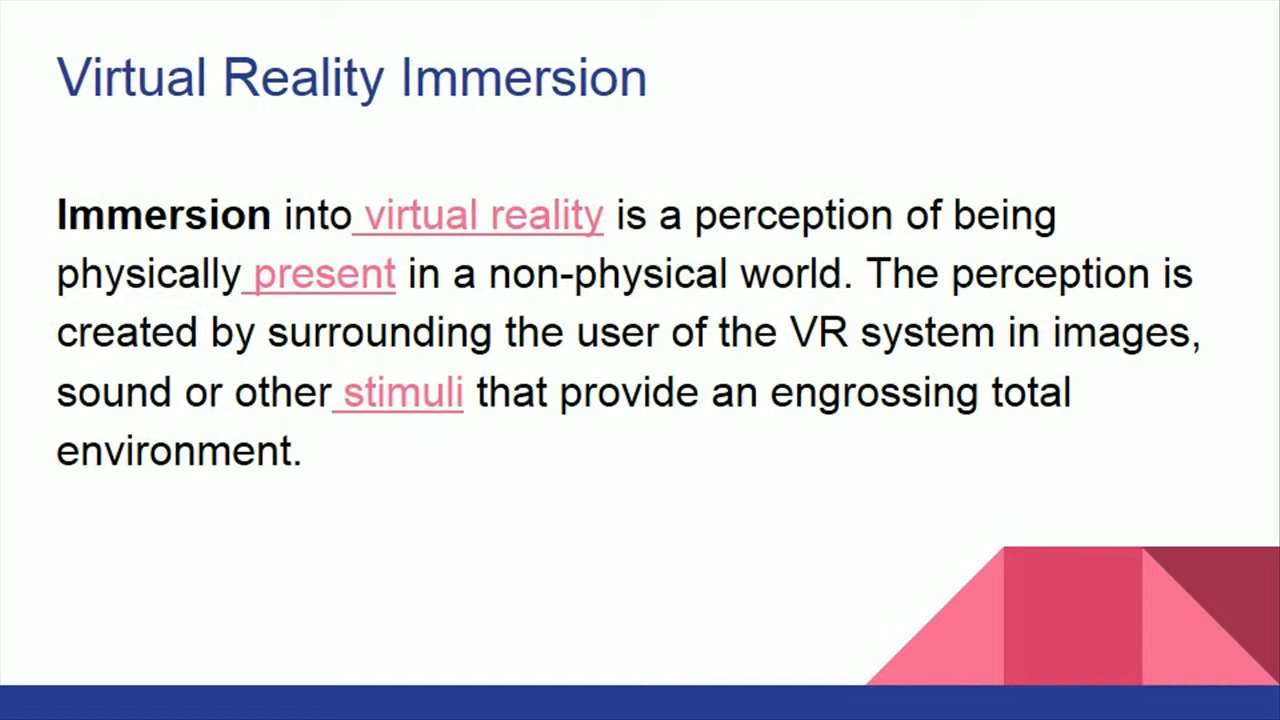 Virtual Reality Immersion
Immersion into virtual reality is a perception of being
physically present in a non-physical world. The perception is
created by surrounding the user of the VR system in images,
sound or other stimuli that provide an engrossing total
environment.